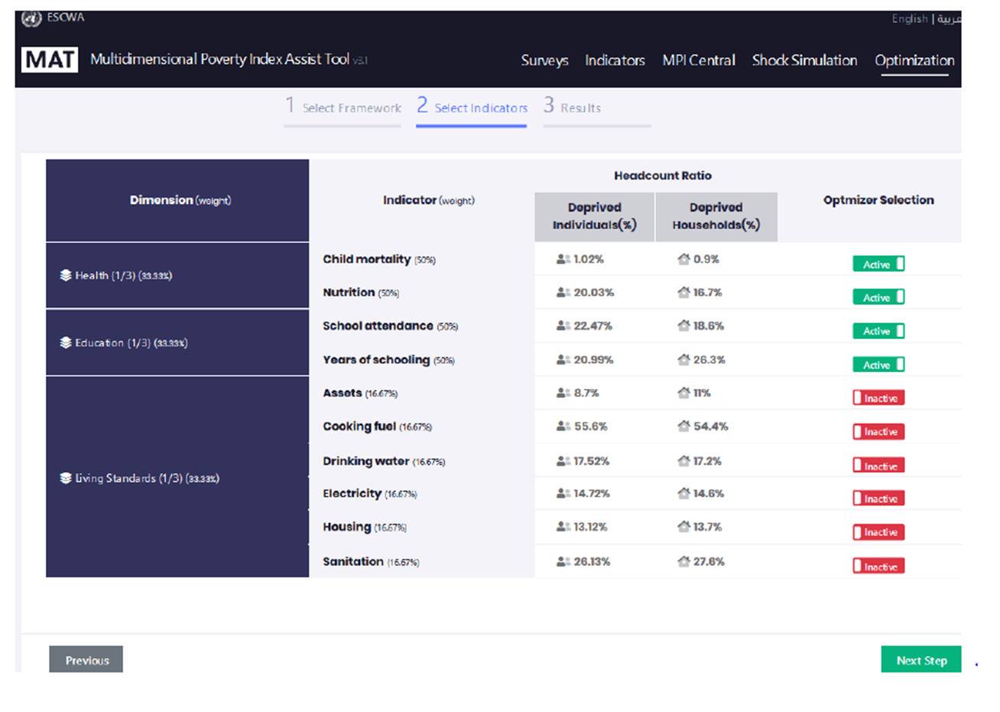 ESCWA
English | عربية
MAT Multidimensional Poverty Index Assist Tool v3.1
Surveys Indicators MPI Central Shock Simulation Optimization
1 Select Framework 2 Select Indicators 3 Results
Headcount Ratio
Dimension (weight) Indicator (weight) Optmizer Selection
Deprived Deprived
Individuals(%) Households(%)
Child mortality (50%) 1.02% 0.9% Active
Health (1/3) (33.33%)
Nutrition (50%) 20.03% 16.7% Active
School attendance (50%) 22.47% 18.6% Active
Education (1/3) (33.33%)
Years of schooling (50%) 20.99% 26.3% Active
Assets (16.67%) 8.7% 11% Inactive
Cooking fuel (16.67%) 55.6% 54.4% Inactive
Drinking water (16.67%) 17.52% 17.2% Inactive
Living Standards (1/3) (33.33%)
Electricity (16.67%) 14.72% 14.6% Inactive
Housing (16.67%) 13.12% 13.7% Inactive
Sanitation (16.67%) 26.13% 27.6% Inactive
Previous Next Step